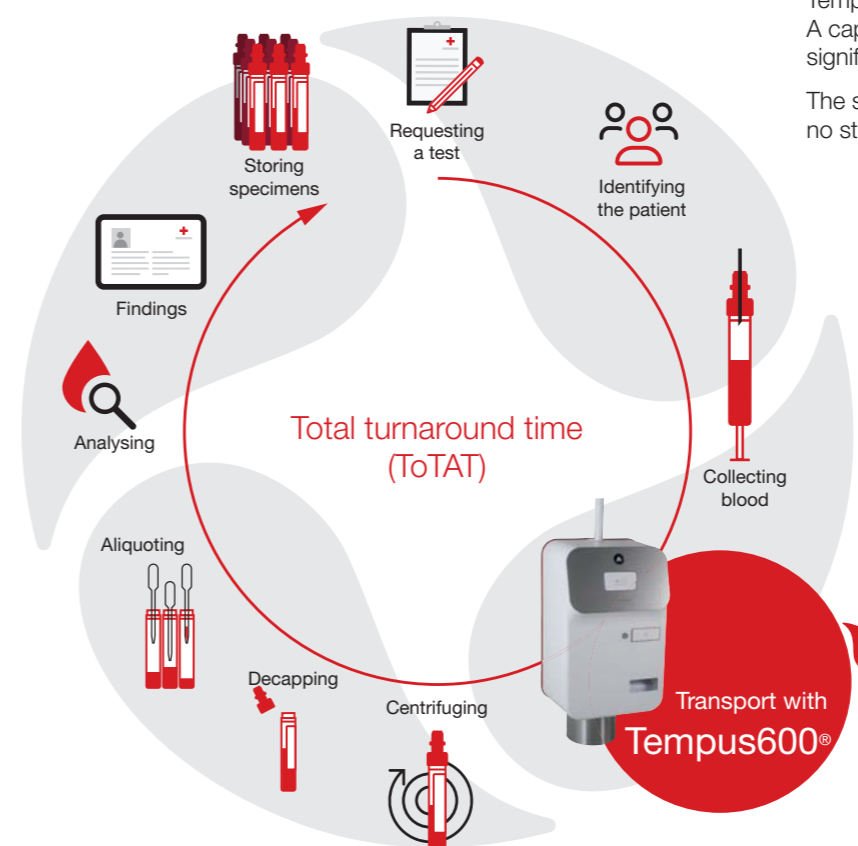 A cap
signif
The s
no st
Requesting
a test
Identifying
the patient
Collecting
blood
Transport with
Tempus600®
Centrifuging
Decapping
Aliquoting
Analysing
Findings
Storing
specimens
Total turnaround time
(ToTAT)